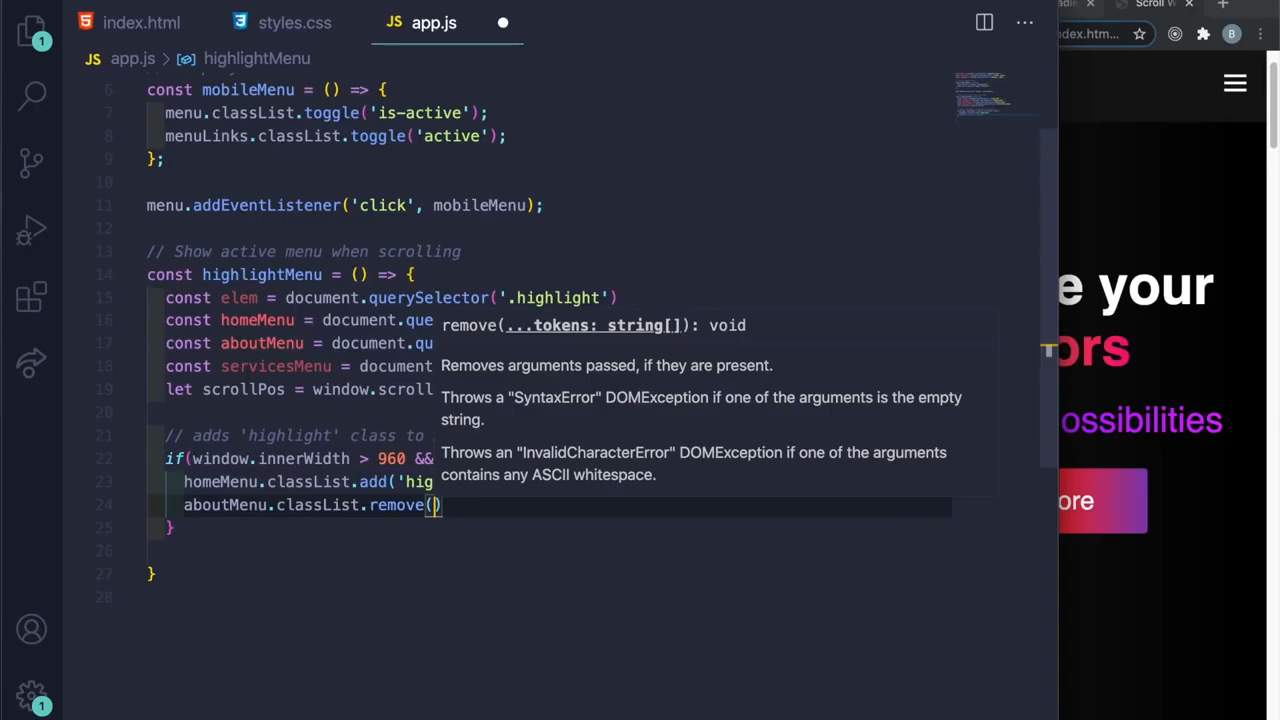 index.html
styles.css
JS app.js
JS app.js > highlightMenu
6 const mobileMenu = () => {
7 menu.classList.toggle('is-active');
8 menuLinks.classList.toggle('active');
9 };
10
11 menu.addEventListener('click', mobileMenu);
12
13 // Show active menu when scrolling
14 const highlightMenu = () => {
15 const elem = document.querySelector('.highlight')
16 const homeMenu = document.que
17 const aboutMenu = document.qu
18 const servicesMenu = document
19 let scrollPos = window.scroll
20
21 // adds 'highlight' class to
22 if(window.innerWidth > 960 &&
23 homeMenu.classList.add('hig
24 aboutMenu.classList.remove()
25 }
26
27 }
28
remove(...tokens: string[]): void
Removes arguments passed, if they are present.
Throws a "SyntaxError" DOMException if one of the arguments is the empty
string.
Throws an "InvalidCharacterError" DOMException if one of the arguments
contains any ASCII whitespace.
1
1
Scroll W
index.htm...
B
e your
ors
ossibilities
ore